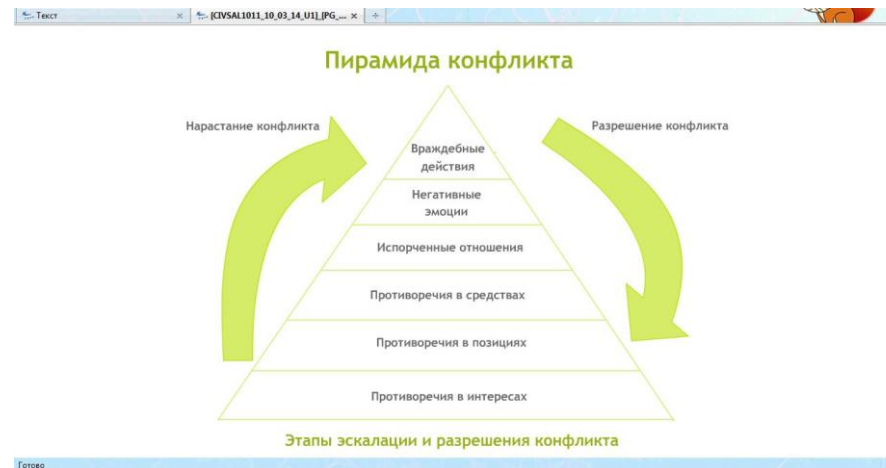 Текст
[CIVSAL1011_10_03_14_U1]_[PG_...
Пирамида конфликта
Нарастание конфликта
Разрешение конфликта
Враждебные
действия
Негативные
эмоции
Испорченные отношения
Противоречия в средствах
Противоречия в позициях
Противоречия в интересах
Этапы эскалации и разрешения конфликта
Готово